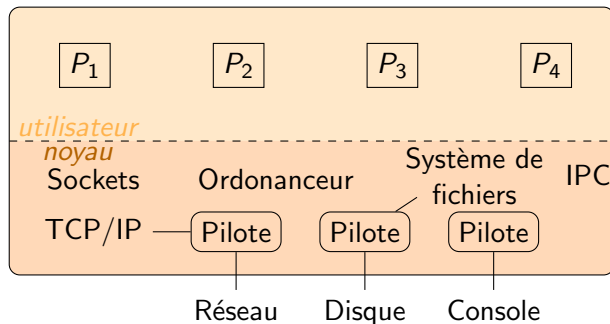 P1
P2
P3
P4
utilisateur
noyau
Sockets
Ordonanceur
Système de
fichiers
IPC
TCP/IP
Pilote
Pilote
Pilote
Réseau
Disque
Console